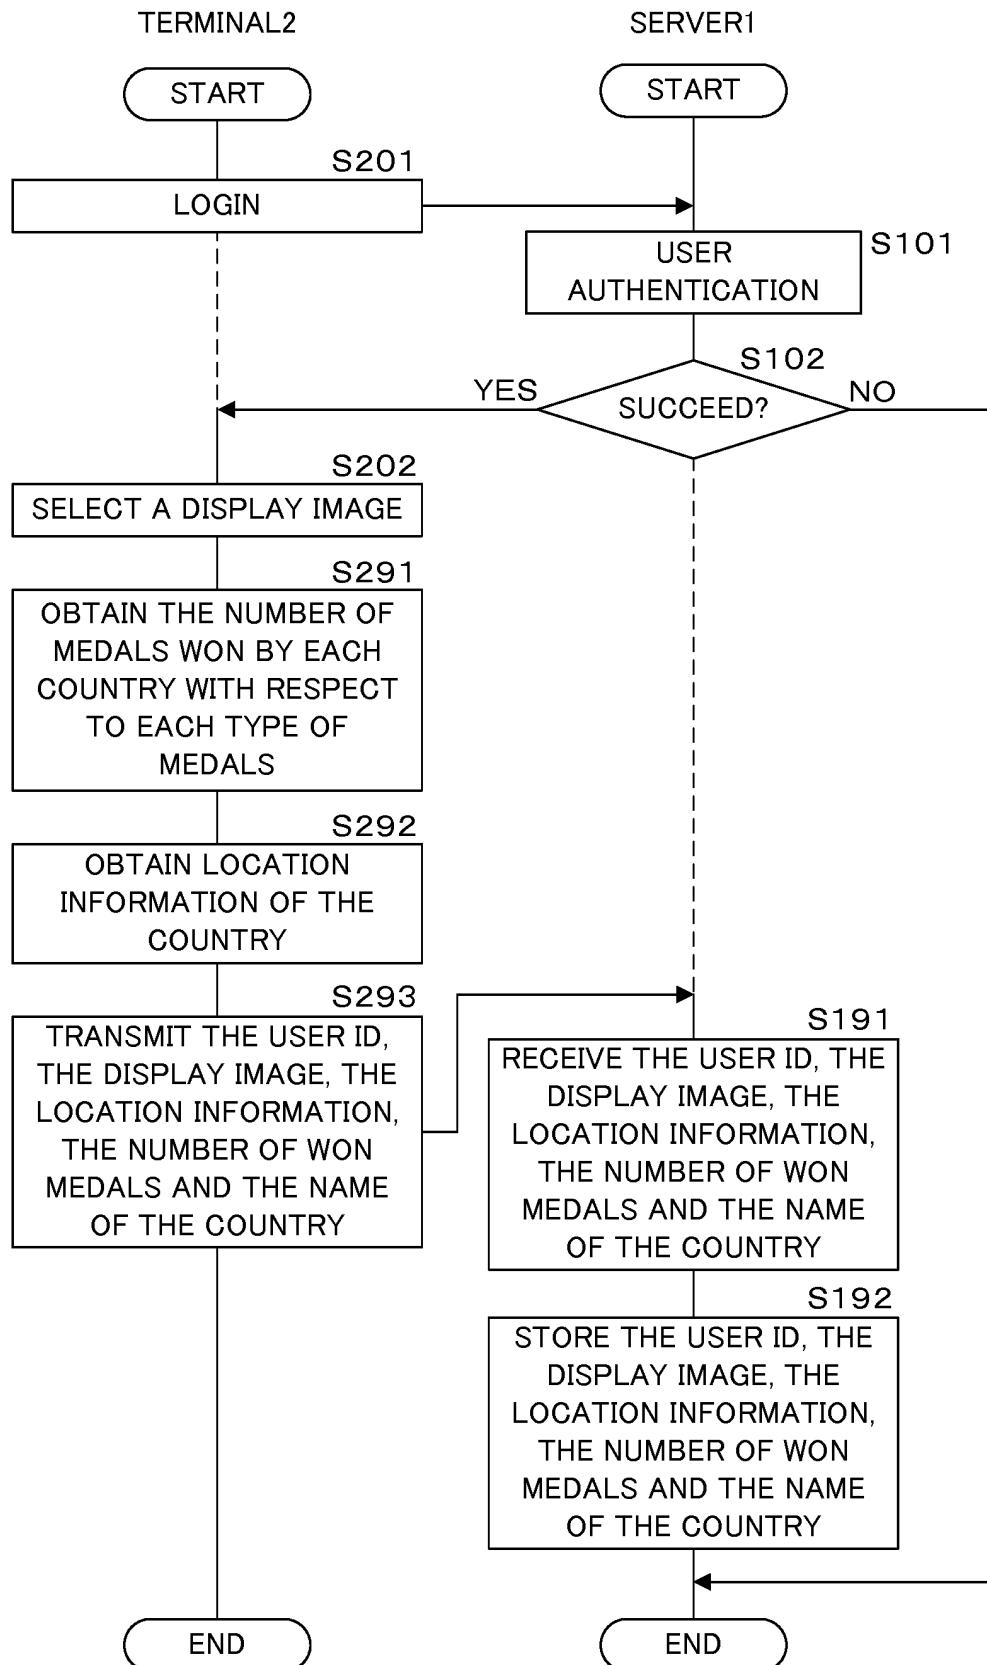 TERMINAL2
SERVER1
START
START
S201
LOGIN
S101
USER
AUTHENTICATION
S102
YES
SUCCEED?
NO
S202
SELECT A DISPLAY IMAGE
S291
OBTAIN THE NUMBER OF
MEDALS WON BY EACH
COUNTRY WITH RESPECT
TO EACH TYPE OF
MEDALS
S292
OBTAIN LOCATION
INFORMATION OF THE
COUNTRY
S293
TRANSMIT THE USER ID,
THE DISPLAY IMAGE, THE
LOCATION INFORMATION,
THE NUMBER OF WON
MEDALS AND THE NAME
OF THE COUNTRY
S191
RECEIVE THE USER ID, THE
DISPLAY IMAGE, THE
LOCATION INFORMATION,
THE NUMBER OF WON
MEDALS AND THE NAME
OF THE COUNTRY
S192
STORE THE USER ID, THE
DISPLAY IMAGE, THE
LOCATION INFORMATION,
THE NUMBER OF WON
MEDALS AND THE NAME
OF THE COUNTRY
END
END